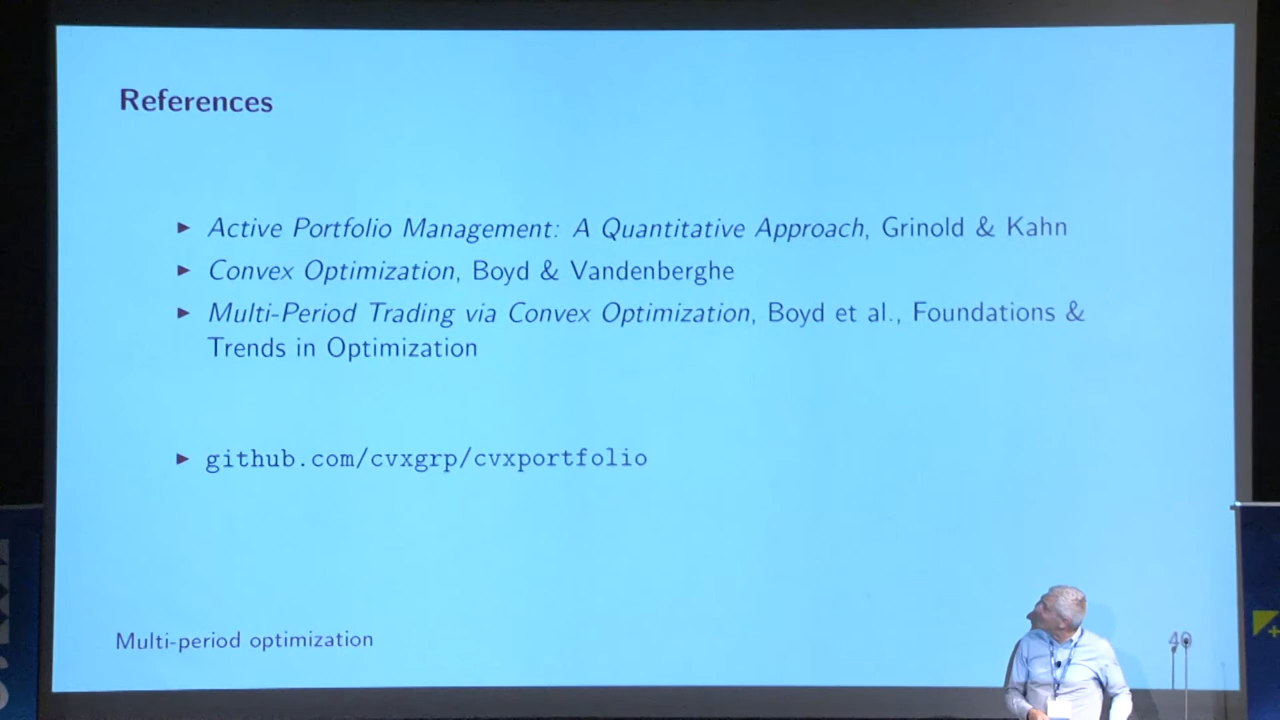 References
▶ Active Portfolio Management: A Quantitative Approach, Grinold & Kahn
▶ Convex Optimization, Boyd & Vandenberghe
▶ Multi-Period Trading via Convex Optimization, Boyd et al., Foundations &
Trends in Optimization
▶ github.com/cvxgrp/cvxportfolio
Multi-period optimization
40